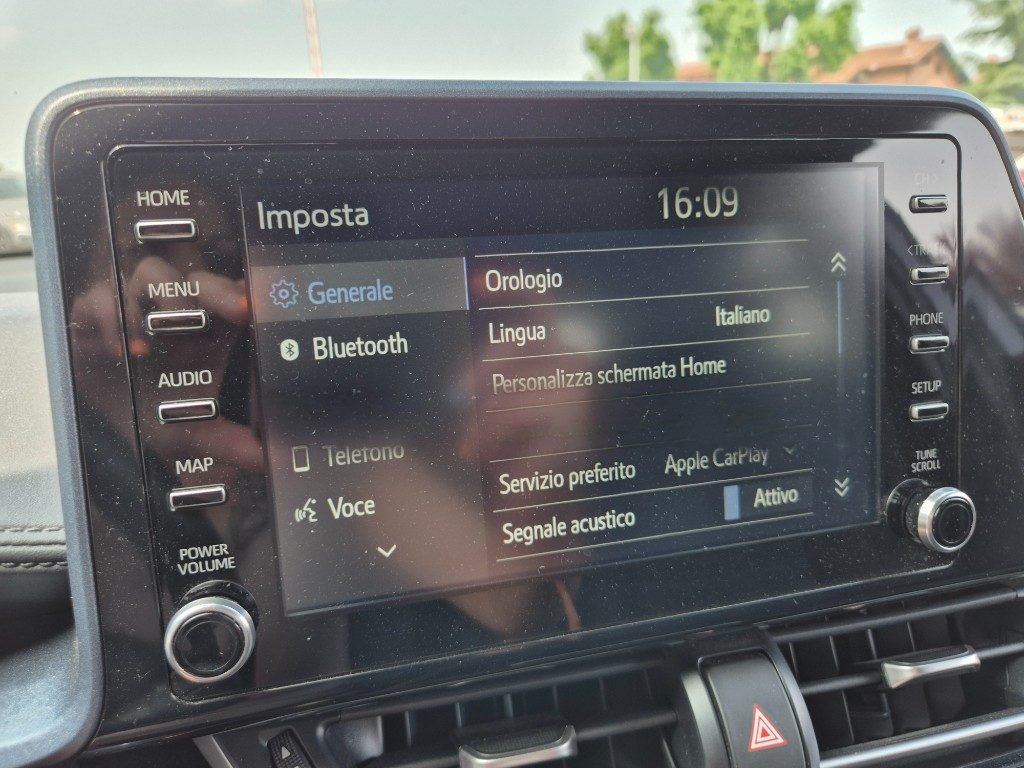 HOME
MENU
AUDIO
MAP
POWER
VOLUME
Imposta
16:09
Generale
Bluetooth
Telefono
Voce
Orologio
Lingua Italiano
Personalizza schermata Home
Servizio preferito Apple CarPlay
Segnale acustico Attivo
CH >
PHONE
SETUP
TUNE
SCROLL